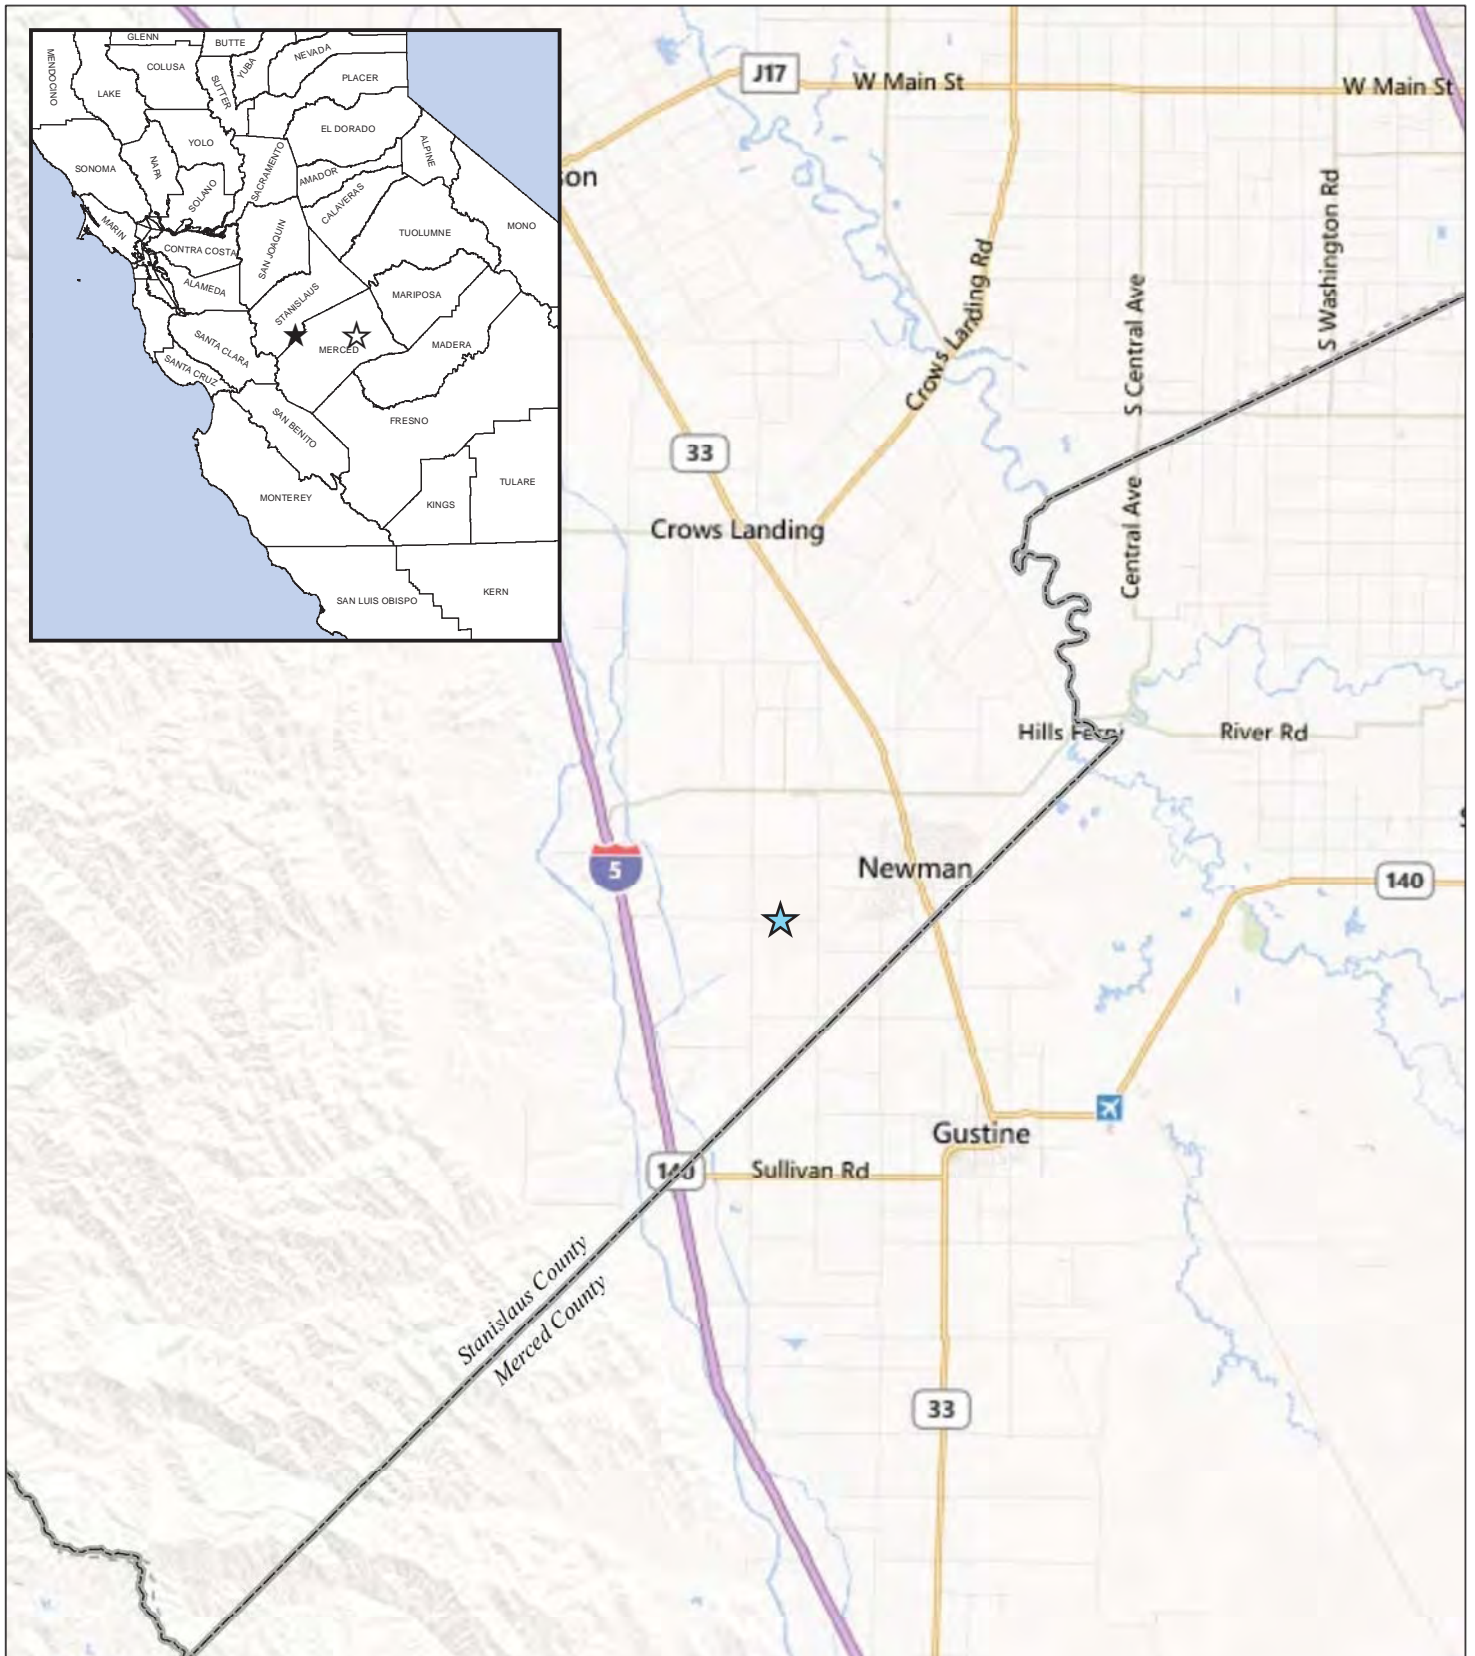 GLENN
BUTTE
NEVADA
MENDOCINO
COLUSA
YUBA
PLACER
LAKE
SUTTER
EL DORADO
YOLO
ALPINE
SONOMA
NAPA
SACRAMENTO
AMADOR
SOLANO
CALAVERAS
MARIN
MONO
TUOLUMNE
CONTRA COSTA
SAN JOAQUIN
ALAMEDA
STANISLAUS
MARIPOSA
SANTA CLARA
MERCED
MADERA
SANTA CRUZ
SAN BENITO
FRESNO
MONTEREY
KINGS
TULARE
SAN LUIS OBISPO
KERN
J17
W Main St
W Main St
son
S Washington Rd
Crows Landing Rd
S Central Ave
33
Crows Landing
Central Ave
Hills Ferry
River Rd
5
Newman
140
Gustine
140
Sullivan Rd
Stanislaus County
Merced County
33